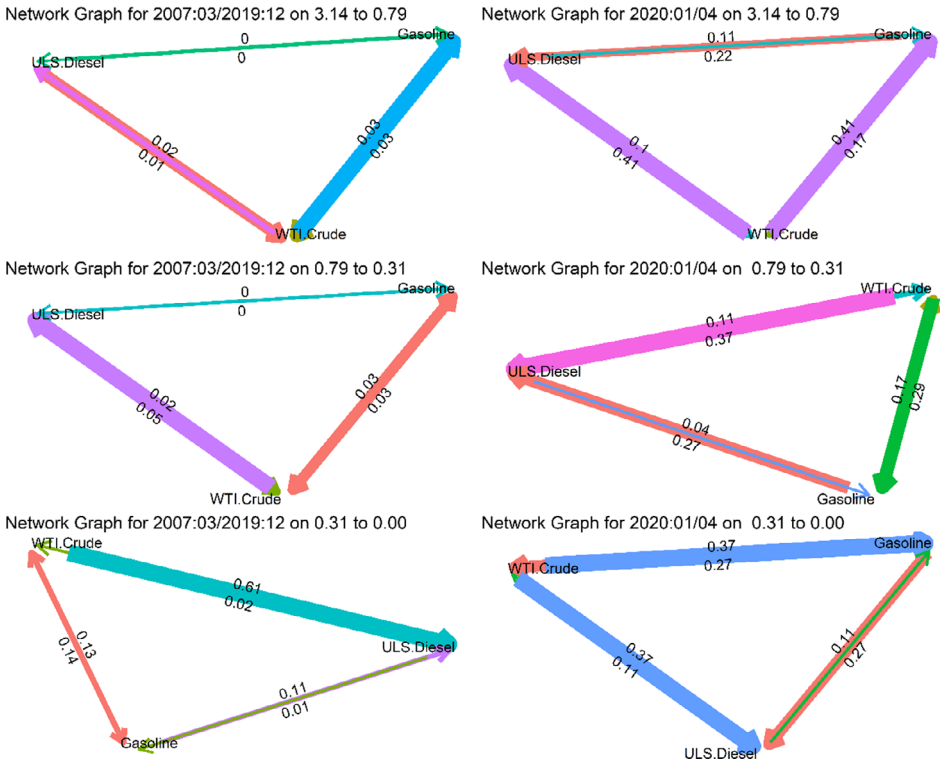 Network Graph for 2007:03/2019:12 on 3.14 to 0.79
Gasoline
0
0
ULS.Diesel
0.03
0.03
0.02
0.01
WTI.Crude
Network Graph for 2020:01/04 on 3.14 to 0.79
Gasoline
0.11
0.22
ULS.Diesel
0.41
0.17
0.1
0.41
WTI.Crude
Network Graph for 2007:03/2019:12 on 0.79 to 0.31
Gasoline
0
0
ULS.Diesel
0.03
0.03
0.02
0.05
WTI.Crude
Network Graph for 2020:01/04 on  0.79 to 0.31
WTI.Crude
0.11
0.37
ULS.Diesel
0.17
0.29
0.04
0.27
Gasoline
Network Graph for 2007:03/2019:12 on 0.31 to 0.00
WTI.Crude
0.61
0.02
ULS.Diesel
0.13
0.14
0.11
0.01
Gasoline
Network Graph for 2020:01/04 on  0.31 to 0.00
Gasoline
0.37
0.27
WTI.Crude
0.11
0.27
0.37
0.11
ULS.Diesel